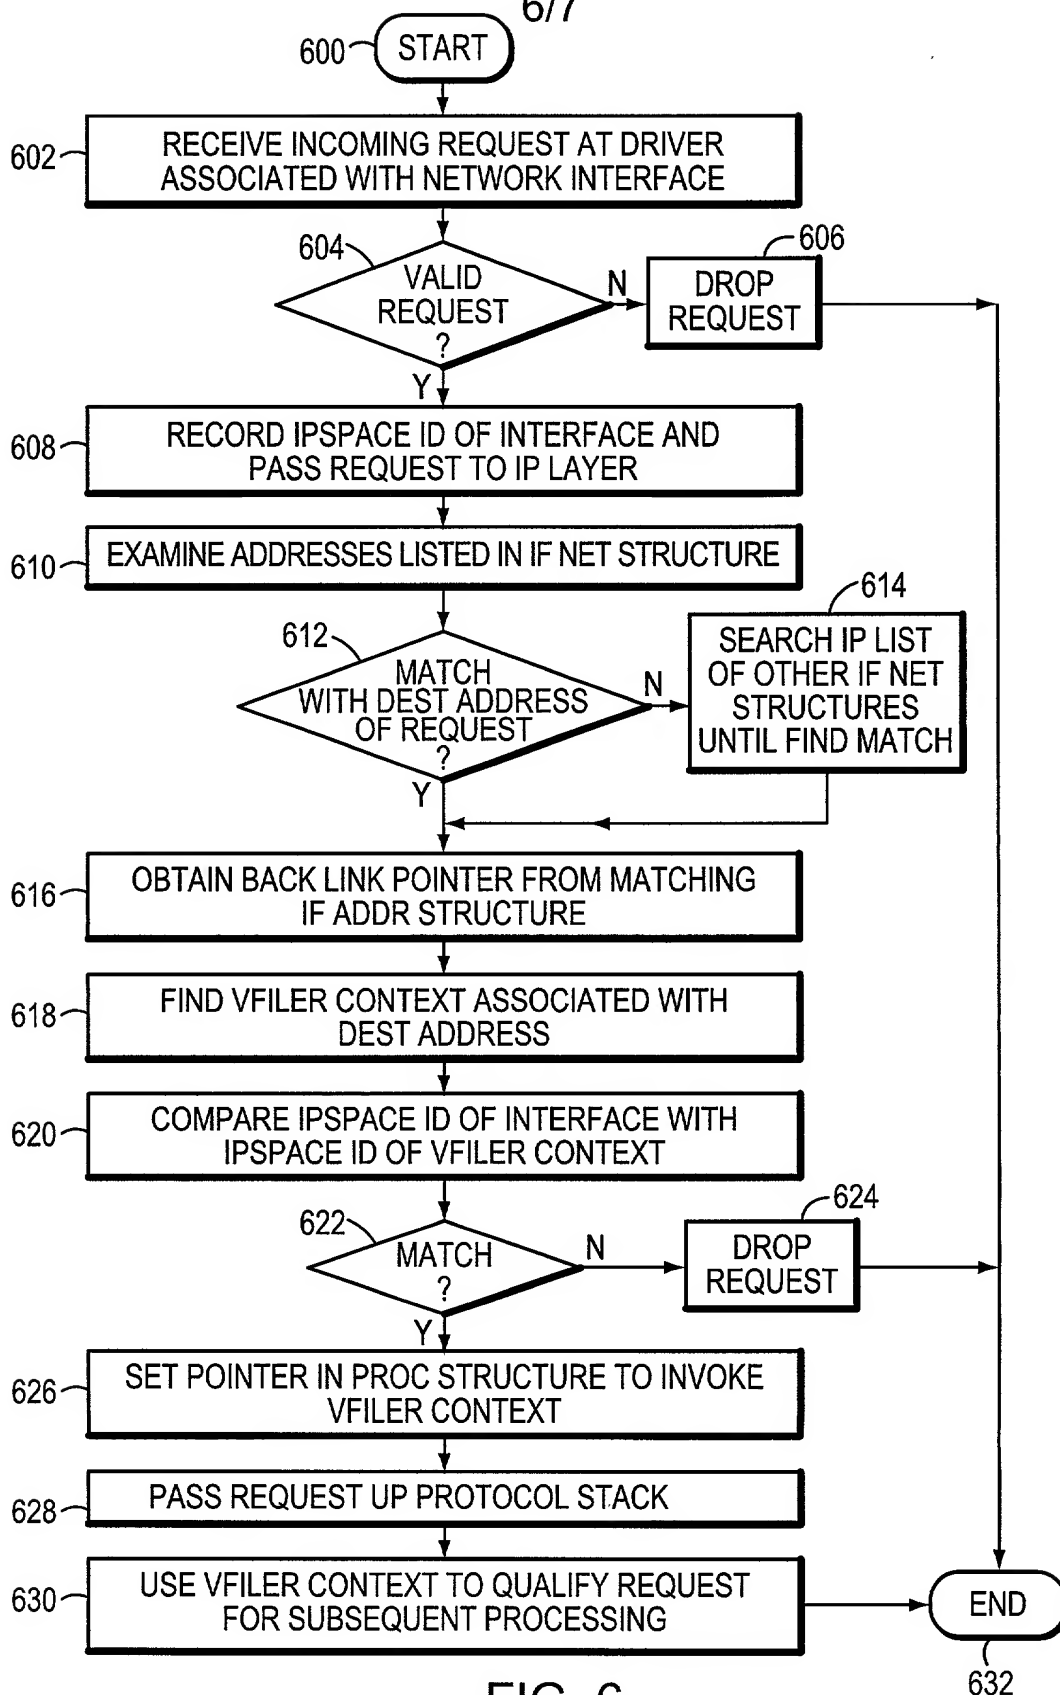 6/7
600
START
602
RECEIVE INCOMING REQUEST AT DRIVER
ASSOCIATED WITH NETWORK INTERFACE
604
VALID
REQUEST
?
N
606
DROP
REQUEST
Y
608
RECORD IPSPACE ID OF INTERFACE AND
PASS REQUEST TO IP LAYER
610
EXAMINE ADDRESSES LISTED IN IF NET STRUCTURE
612
MATCH
WITH DEST ADDRESS
OF REQUEST
?
N
614
SEARCH IP LIST
OF OTHER IF NET
STRUCTURES
UNTIL FIND MATCH
Y
616
OBTAIN BACK LINK POINTER FROM MATCHING
IF ADDR STRUCTURE
618
FIND VFILER CONTEXT ASSOCIATED WITH
DEST ADDRESS
620
COMPARE IPSPACE ID OF INTERFACE WITH
IPSPACE ID OF VFILER CONTEXT
622
MATCH
?
N
624
DROP
REQUEST
Y
626
SET POINTER IN PROC STRUCTURE TO INVOKE
VFILER CONTEXT
628
PASS REQUEST UP PROTOCOL STACK
630
USE VFILER CONTEXT TO QUALIFY REQUEST
FOR SUBSEQUENT PROCESSING
END
632
FIG. 6